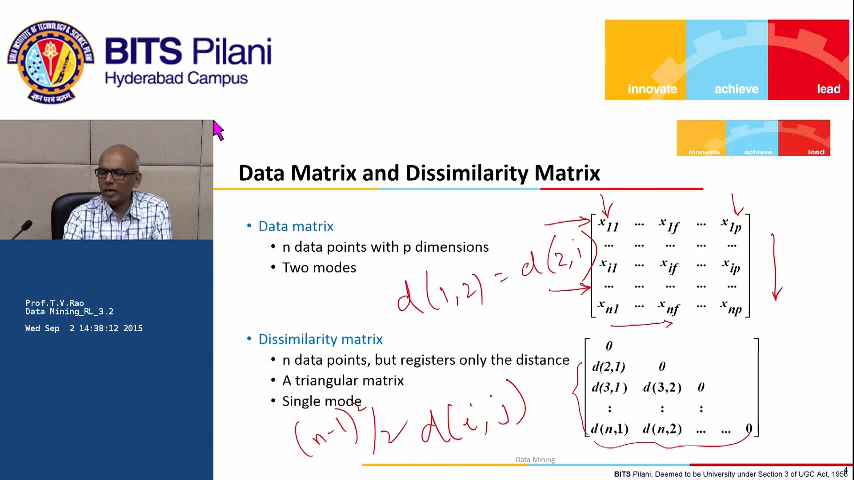 BITS Pilani
Hyderabad Campus
innovate achieve lead
innovate achieve lead
Data Matrix and Dissimilarity Matrix
• Data matrix
• n data points with p dimensions
• Two modes
x11 ... x1f ... x1p
... ... ... ... ...
xi1 ... xif ... xip
... ... ... ... ...
xn1 ... xnf ... xnp
d(1,2) = d(2,1)
Prof.T.V.Rao
Data Mining_RL_3.2
Wed Sep 2 14:38:12 2015
• Dissimilarity matrix
• n data points, but registers only the distance
• A triangular matrix
• Single mode
0
d(2,1) 0
d(3,1) d(3,2) 0
: : :
d(n,1) d(n,2) ... ... 0
(n-1)²/2 d(i,j)
Data Mining
4
BITS Pilani, Deemed to be University under Section 3 of UGC Act, 1956